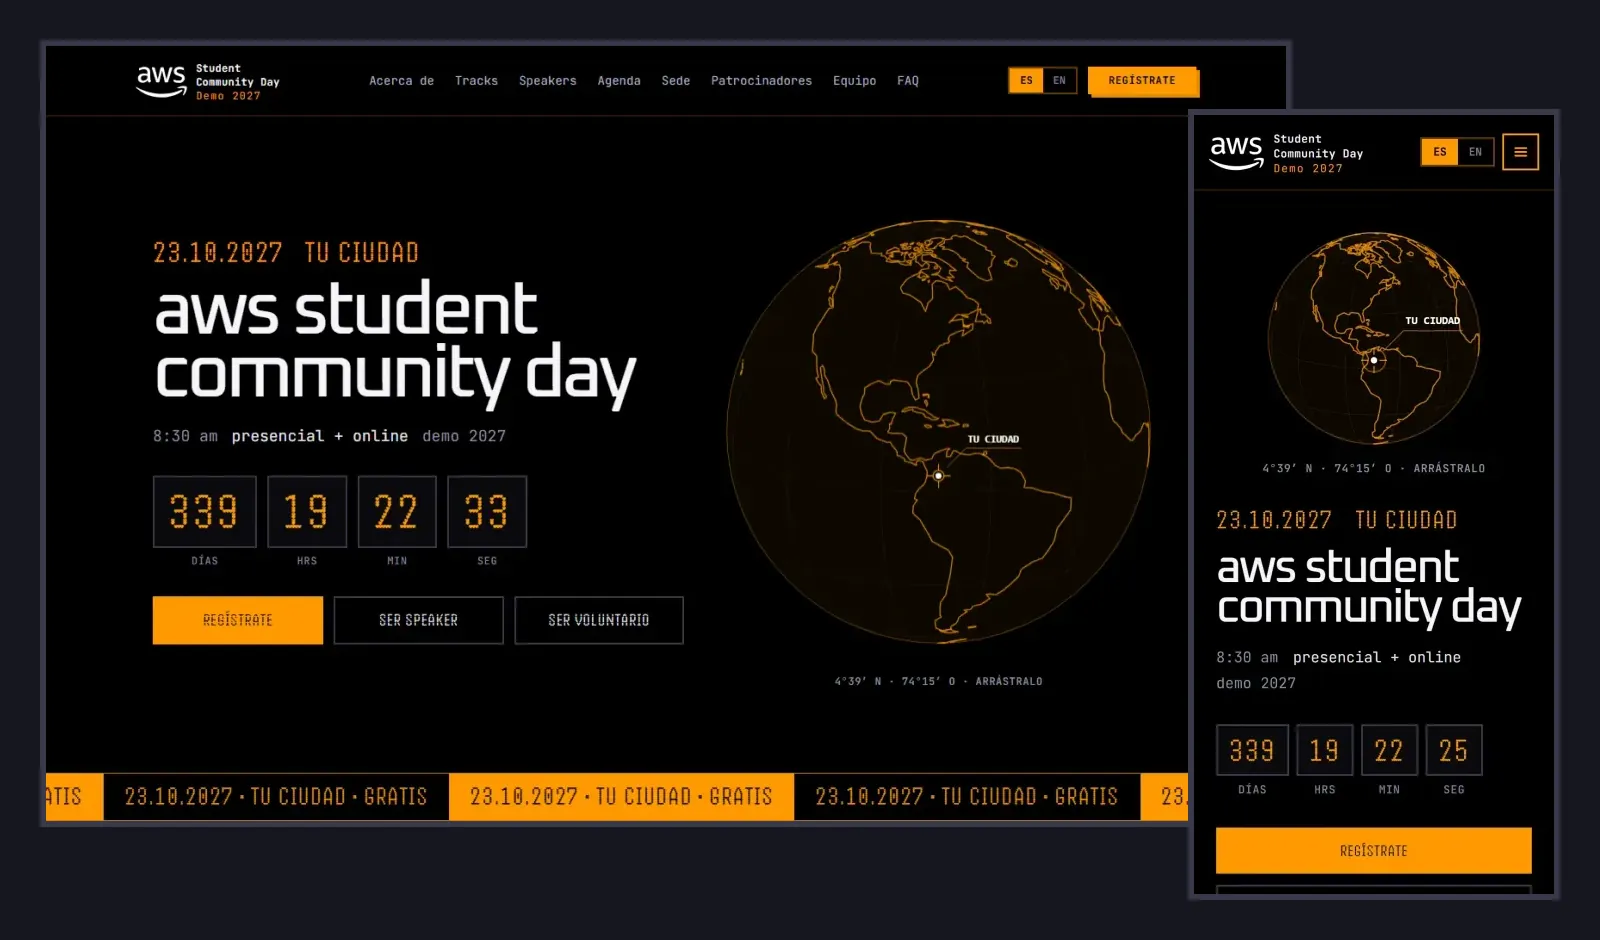 aws
Student
Community Day
Demo 2027
Acerca de Tracks Speakers Agenda Sede Patrocinadores Equipo FAQ
ES EN
REGÍSTRATE
23.10.2027 TU CIUDAD
aws student
community day
8:30 am presencial + online demo 2027
339 19 22 33
DÍAS HRS MIN SEG
REGÍSTRATE SER SPEAKER SER VOLUNTARIO
TU CIUDAD
4°39′ N · 74°15′ O · ARRÁSTRALO
ATIS 23.10.2027 · TU CIUDAD · GRATIS 23.10.2027 · TU CIUDAD · GRATIS 23.10.2027 · TU CIUDAD · GRATIS 23.
aws
Student
Community Day
Demo 2027
ES EN
TU CIUDAD
4°39′ N · 74°15′ O · ARRÁSTRALO
23.10.2027 TU CIUDAD
aws student
community day
8:30 am presencial + online
demo 2027
339 19 22 25
DÍAS HRS MIN SEG
REGÍSTRATE